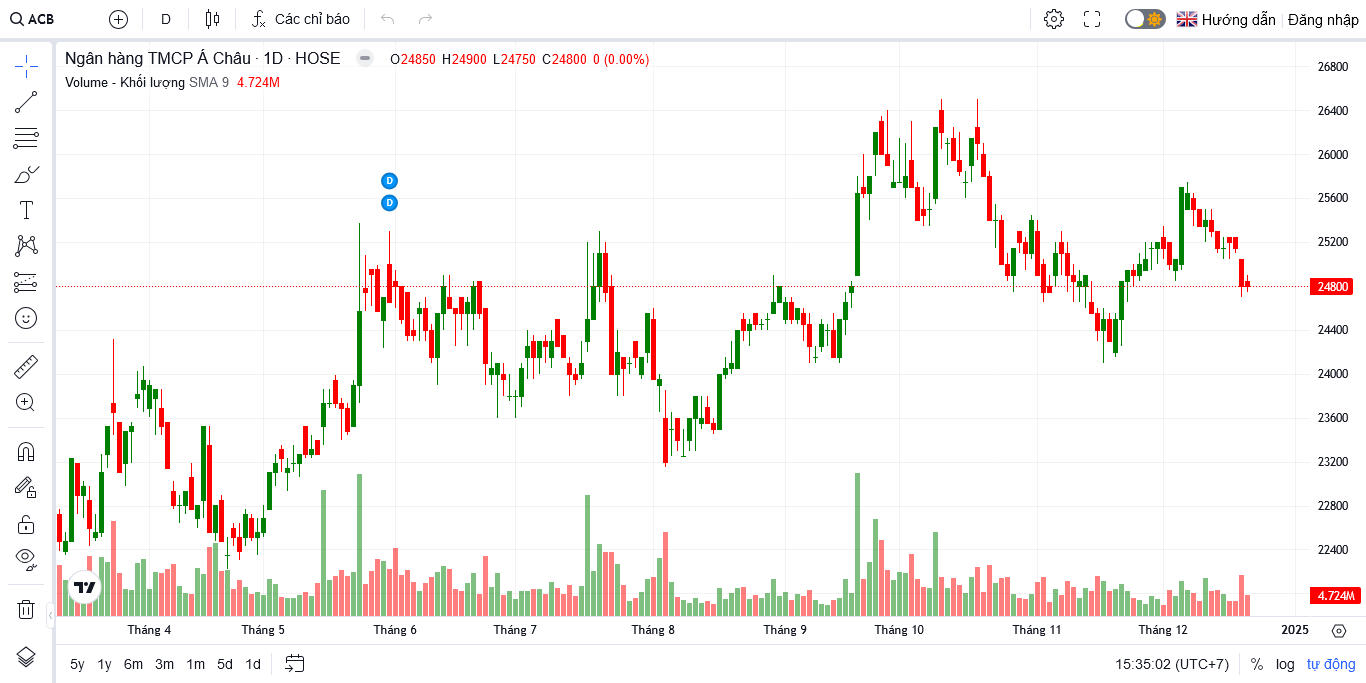 ACB D Các chỉ báo Hướng dẫn Đăng nhập
Ngân hàng TMCP Á Châu · 1D · HOSE O24850 H24900 L24750 C24800 0 (0.00%)
Volume - Khối lượng SMA 9 4.724M
D
D
26800
26400
26000
25600
25200
24800
24400
24000
23600
23200
22800
22400
4.724M
Tháng 4 Tháng 5 Tháng 6 Tháng 7 Tháng 8 Tháng 9 Tháng 10 Tháng 11 Tháng 12 2025
5y 1y 6m 3m 1m 5d 1d 15:35:02 (UTC+7) % log tự động